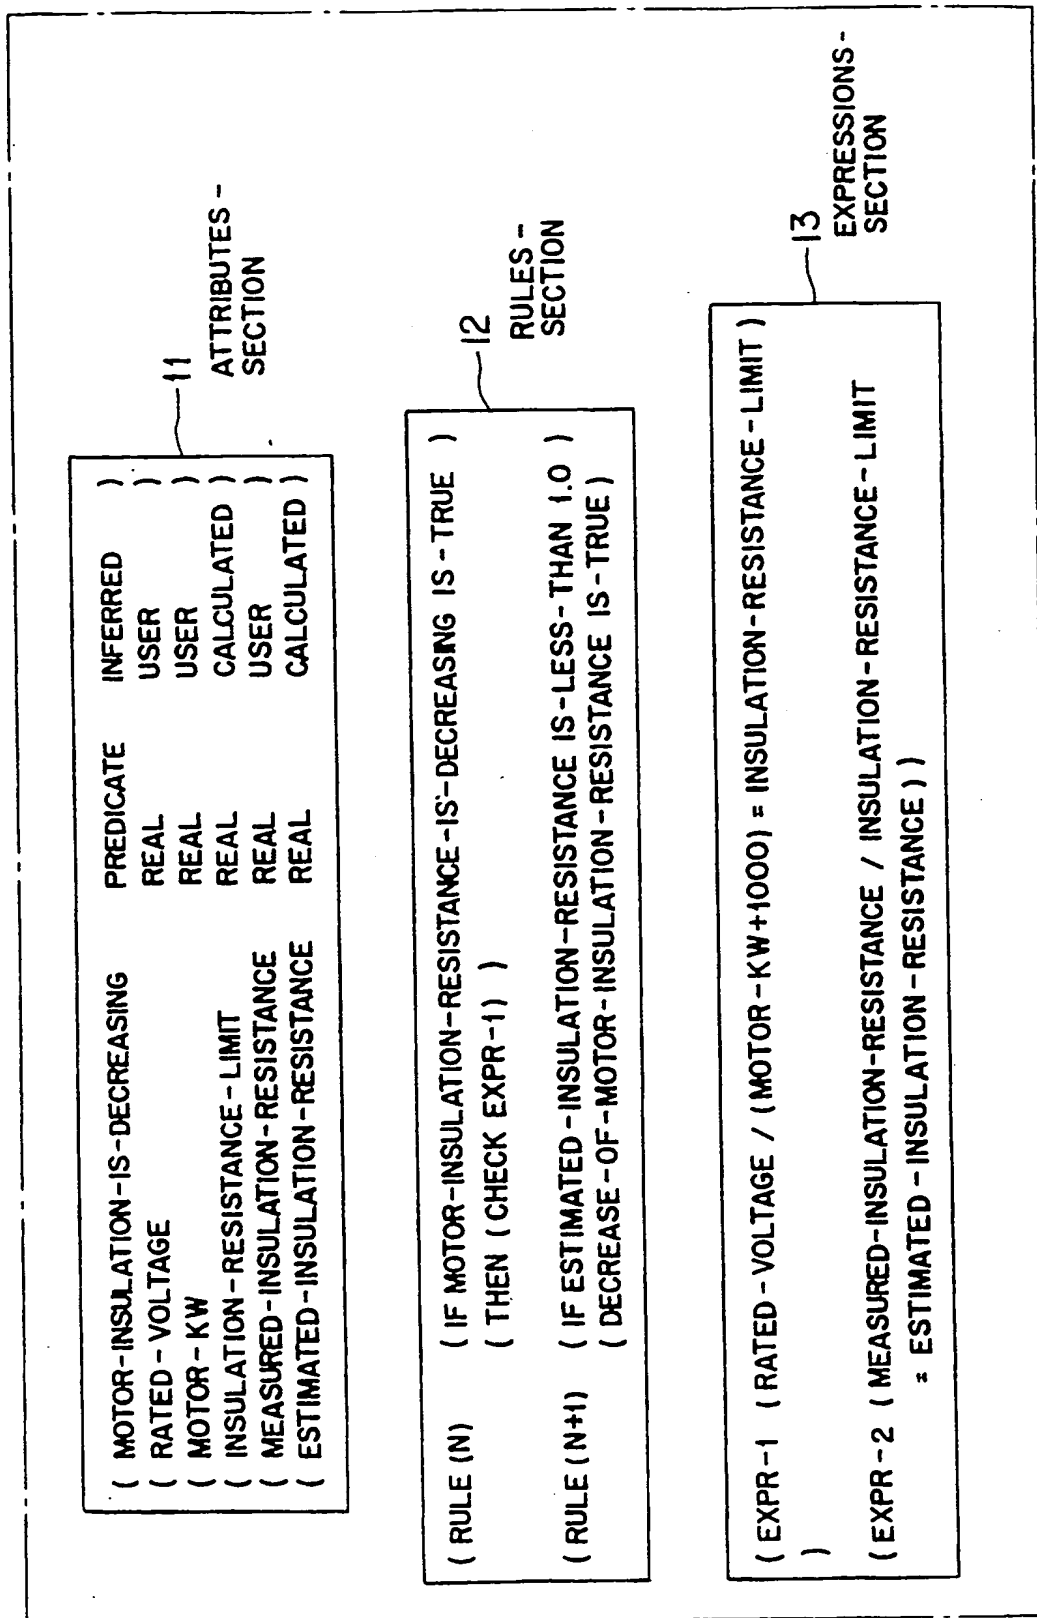 ( MOTOR-INSULATION-IS-DECREASING PREDICATE INFERRED )
( RATED-VOLTAGE REAL USER )
( MOTOR-KW REAL USER )
( INSULATION-RESISTANCE-LIMIT REAL CALCULATED )
( MEASURED-INSULATION-RESISTANCE REAL USER )
( ESTIMATED-INSULATION-RESISTANCE REAL CALCULATED )
11
ATTRIBUTES-
SECTION
( RULE (N) ( IF MOTOR-INSULATION-RESISTANCE-IS-DECREASING IS-TRUE )
( THEN ( CHECK EXPR-1) ) )
( RULE (N+1) ( IF ESTIMATED-INSULATION-RESISTANCE IS-LESS-THAN 1.0 )
( DECREASE-OF-MOTOR-INSULATION-RESISTANCE IS-TRUE )
12
RULES-
SECTION
( EXPR-1 ( RATED-VOLTAGE / (MOTOR-KW+1000) = INSULATION-RESISTANCE-LIMIT )
)
( EXPR-2 ( MEASURED-INSULATION-RESISTANCE / INSULATION-RESISTANCE-LIMIT
= ESTIMATED-INSULATION-RESISTANCE ) )
13
EXPRESSIONS-
SECTION